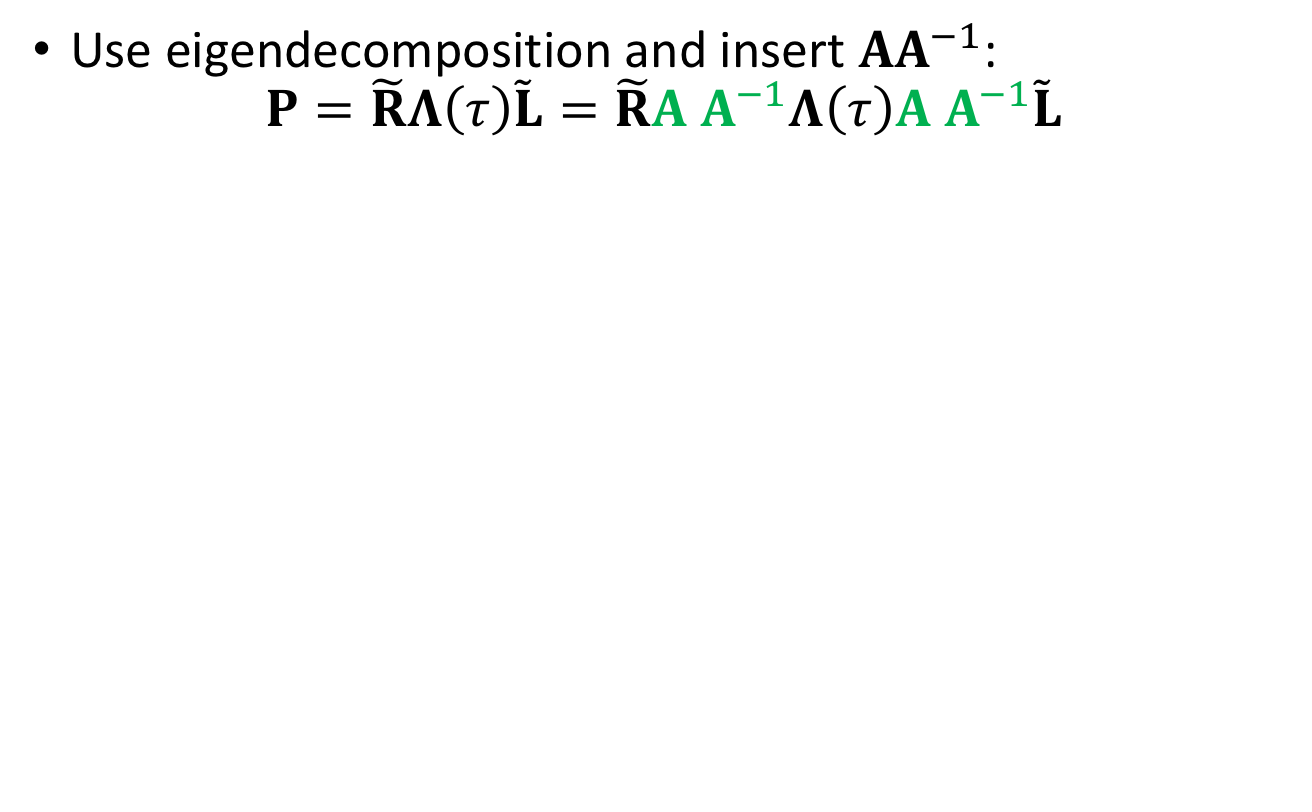 • Use eigendecomposition and insert 𝐀𝐀⁻¹:
𝐏 = 𝐑̃𝚲(𝜏)𝐋̃ = 𝐑̃𝐀 𝐀⁻¹𝚲(𝜏)𝐀 𝐀⁻¹𝐋̃